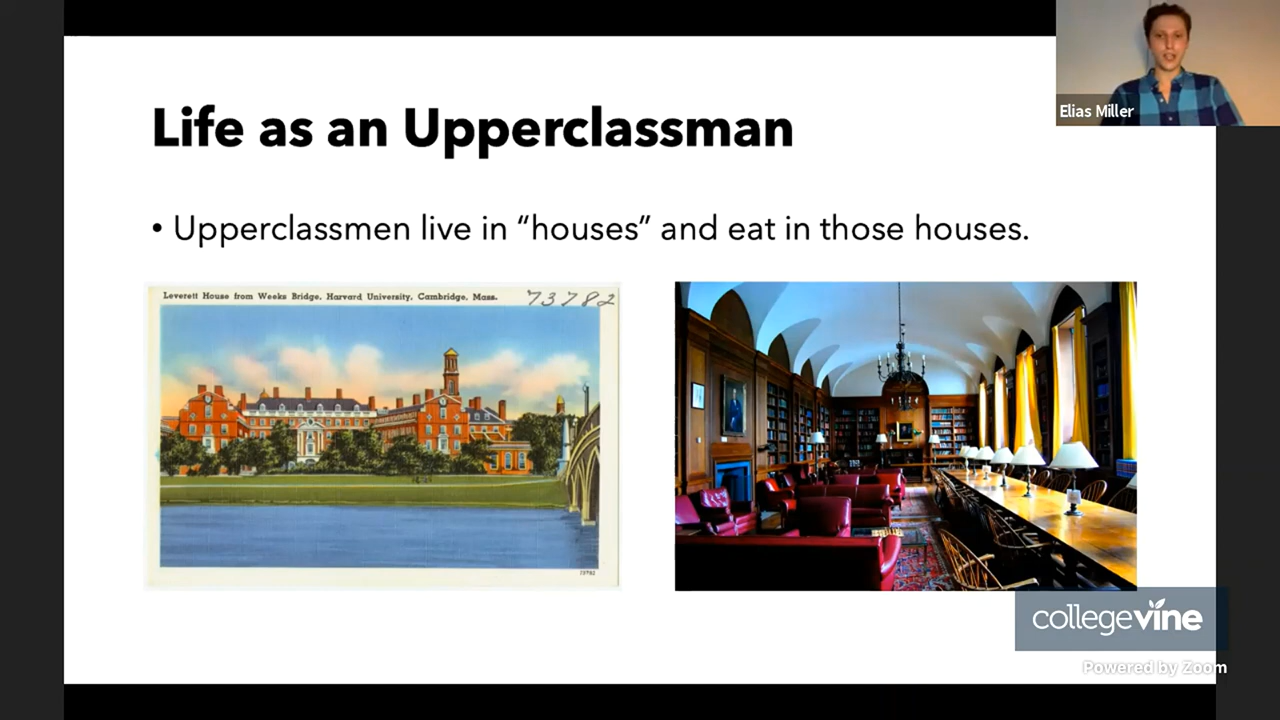 Life as an Upperclassman
Elias Miller
• Upperclassmen live in “houses” and eat in those houses.
Leverett House from Weeks Bridge, Harvard University, Cambridge, Mass.
73782
73782
collegevine
Powered by Zoom